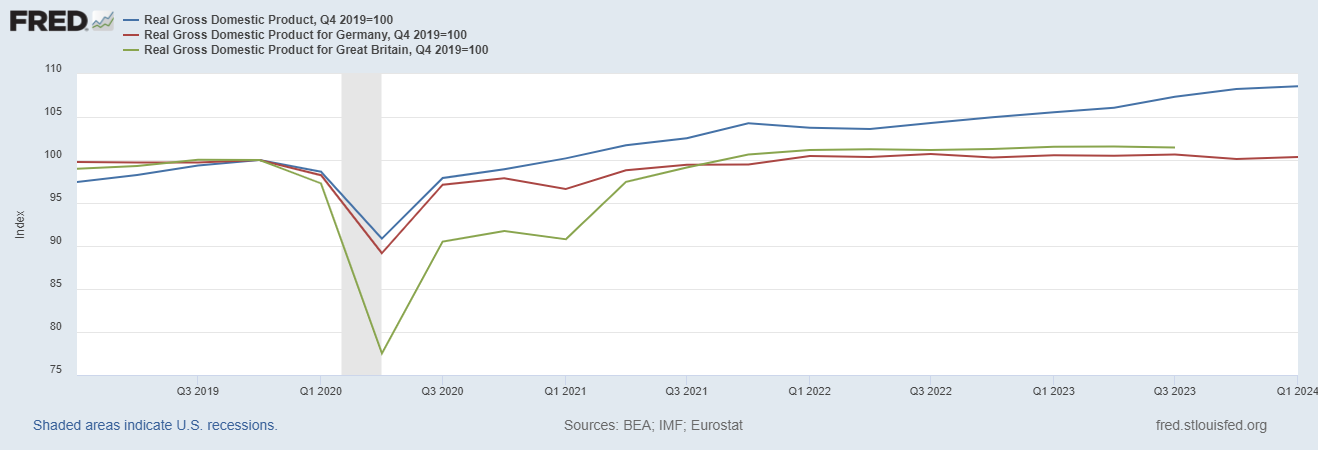 FRED
Real Gross Domestic Product, Q4 2019=100
Real Gross Domestic Product for Germany, Q4 2019=100
Real Gross Domestic Product for Great Britain, Q4 2019=100
110
105
100
95
90
85
80
75
Index
Q3 2019 Q1 2020 Q3 2020 Q1 2021 Q3 2021 Q1 2022 Q3 2022 Q1 2023 Q3 2023 Q1 2024
Shaded areas indicate U.S. recessions. Sources: BEA; IMF; Eurostat fred.stlouisfed.org